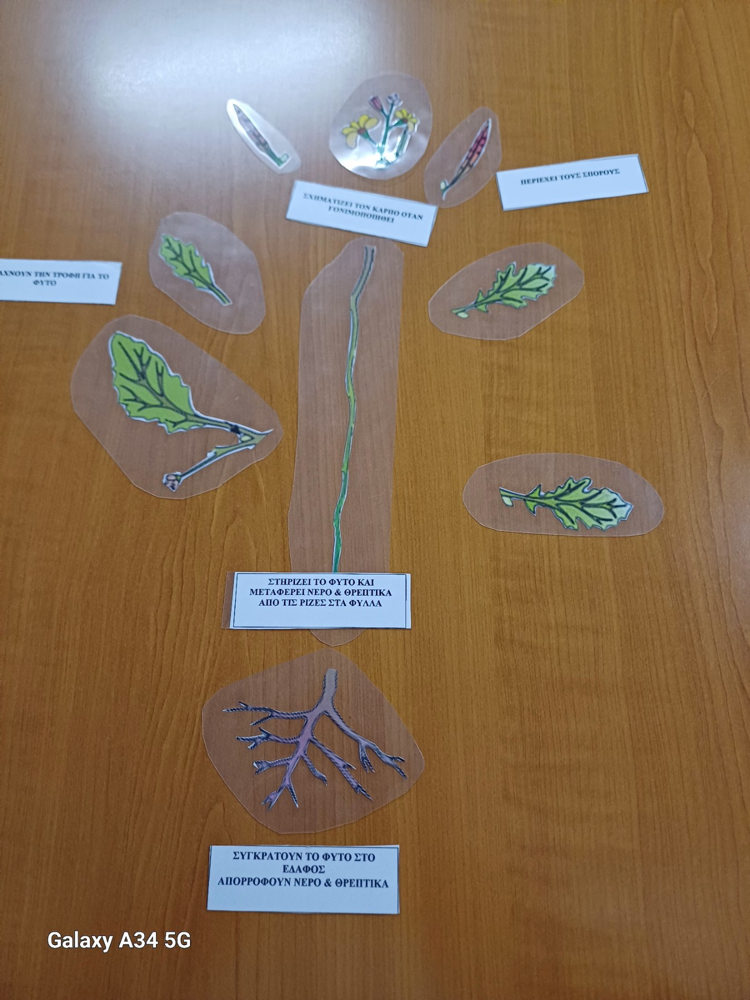 ΠΕΡΙΕΧΕΙ ΤΟΥΣ ΣΠΟΡΟΥΣ
ΣΧΗΜΑΤΙΖΕΙ ΤΟΝ ΚΑΡΠΟ ΟΤΑΝ
ΓΟΝΙΜΟΠΟΙΗΘΕΙ
ΑΧΝΟΥΝ ΤΗΝ ΤΡΟΦΗ ΓΙΑ ΤΟ
ΦΥΤΟ
ΣΤΗΡΙΖΕΙ ΤΟ ΦΥΤΟ ΚΑΙ
ΜΕΤΑΦΕΡΕΙ ΝΕΡΟ & ΘΡΕΠΤΙΚΑ
ΑΠΟ ΤΙΣ ΡΙΖΕΣ ΣΤΑ ΦΥΛΛΑ
ΣΥΓΚΡΑΤΟΥΝ ΤΟ ΦΥΤΟ ΣΤΟ
ΕΔΑΦΟΣ
ΑΠΟΡΡΟΦΟΥΝ ΝΕΡΟ & ΘΡΕΠΤΙΚΑ
Galaxy A34 5G